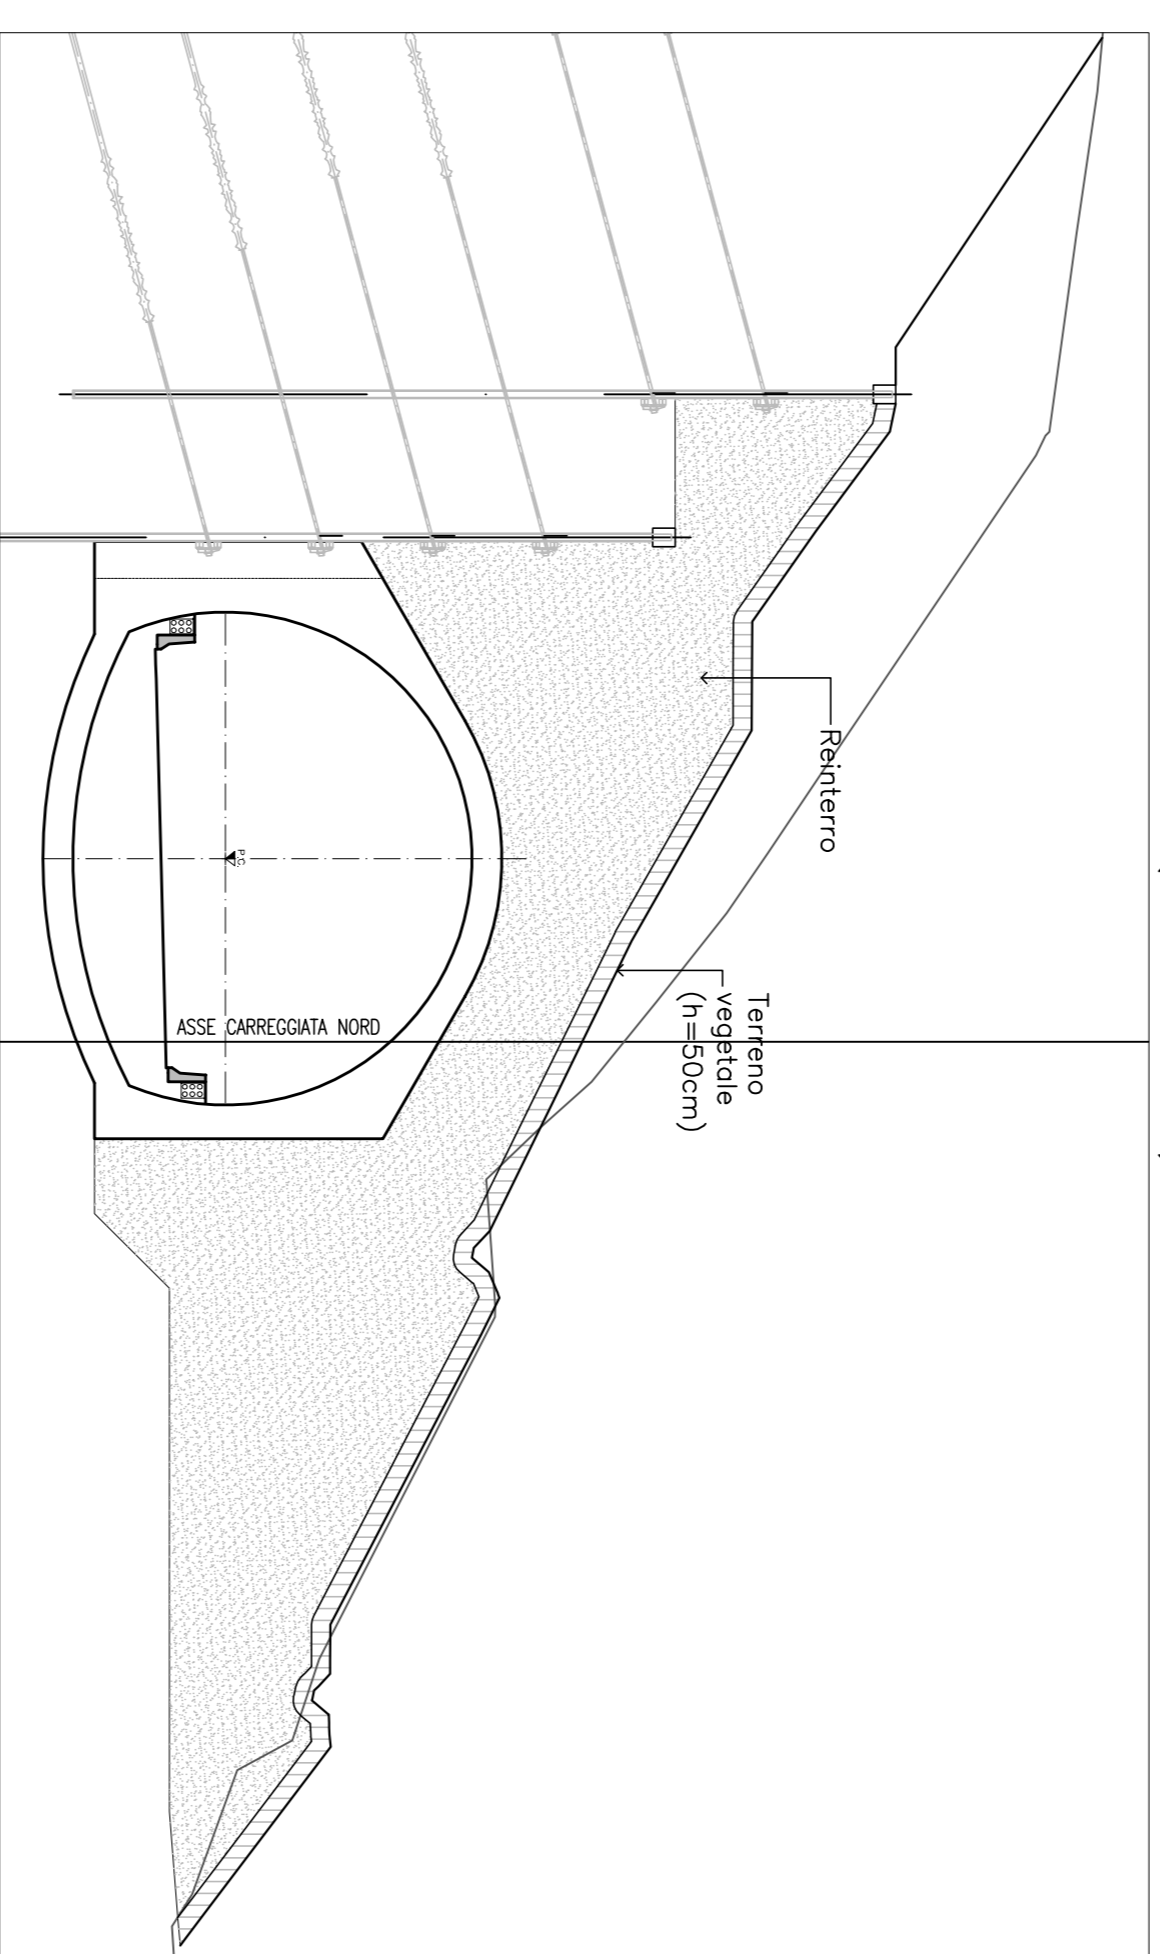 Reinterro
Terreno
vegetale
(h=50cm)
P.C.
ASSE CARREGGIATA NORD